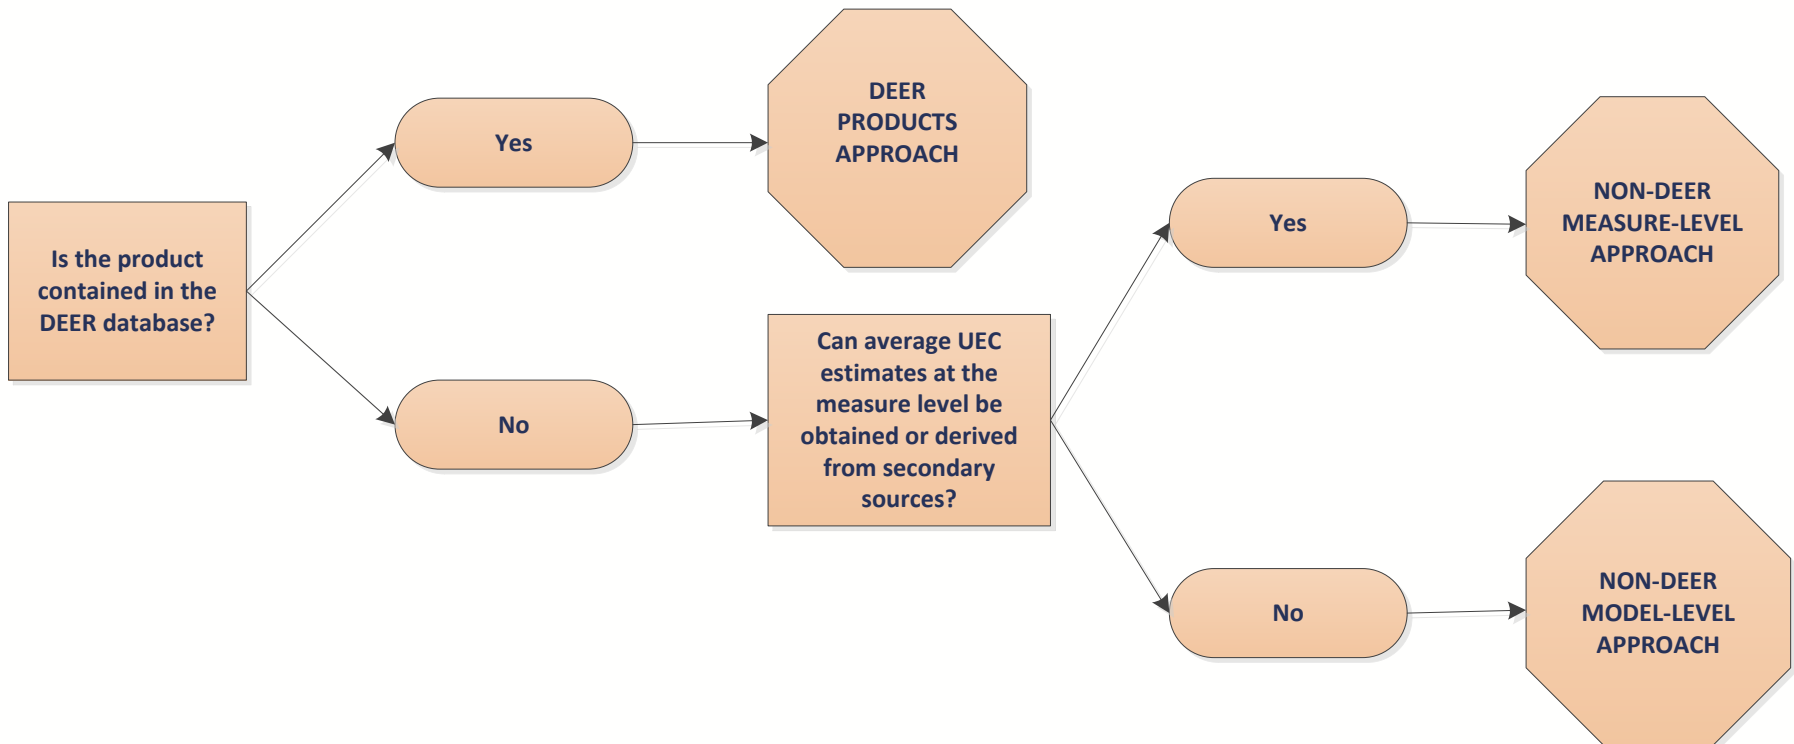 Is the product
contained in the
DEER database?
Yes
DEER
PRODUCTS
APPROACH
No
Can average UEC
estimates at the
measure level be
obtained or derived
from secondary
sources?
Yes
NON-DEER
MEASURE-LEVEL
APPROACH
No
NON-DEER
MODEL-LEVEL
APPROACH